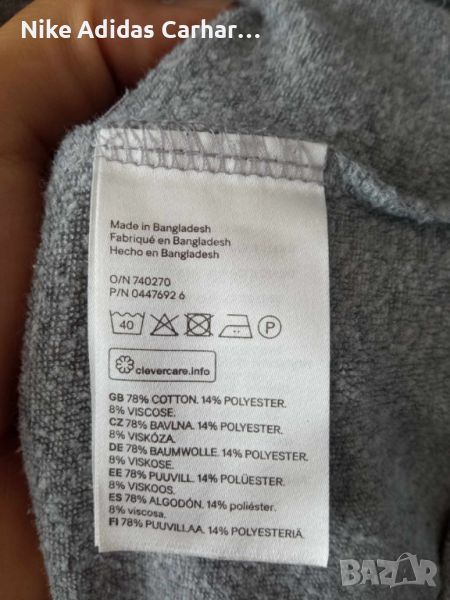 Nike Adidas Carhar...
Made in Bangladesh
Fabriqué en Bangladesh
Hecho en Bangladesh
O/N 740270
P/N 0447692 6
40
P
clevercare.info
GB 78% COTTON. 14% POLYESTER.
8% VISCOSE.
CZ 78% BAVLNA. 14% POLYESTER.
8% VISKÓZA.
DE 78% BAUMWOLLE. 14% POLYESTER.
8% VISKOSE.
EE 78% PUUVILL. 14% POLÜESTER.
8% VISKOOS.
ES 78% ALGODÓN. 14% poliéster.
8% viscosa.
FI 78% PUUVILLAA. 14% POLYESTERIÄ.
BAZAR